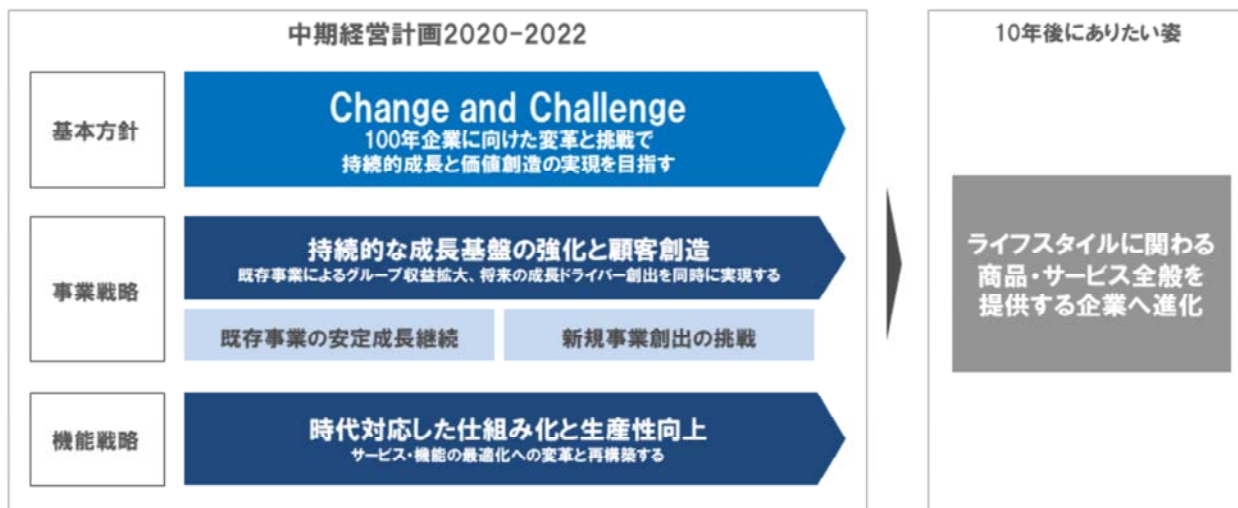 中期経営計画2020-2022
基本方針
Change and Challenge
100年企業に向けた変革と挑戦で
持続的成長と価値創造の実現を目指す
事業戦略
持続的な成長基盤の強化と顧客創造
既存事業によるグループ収益拡大、将来の成長ドライバー創出を同時に実現する
既存事業の安定成長継続
新規事業創出の挑戦
機能戦略
時代対応した仕組み化と生産性向上
サービス・機能の最適化への変革と再構築する
10年後にありたい姿
ライフスタイルに関わる
商品・サービス全般を
提供する企業へ進化